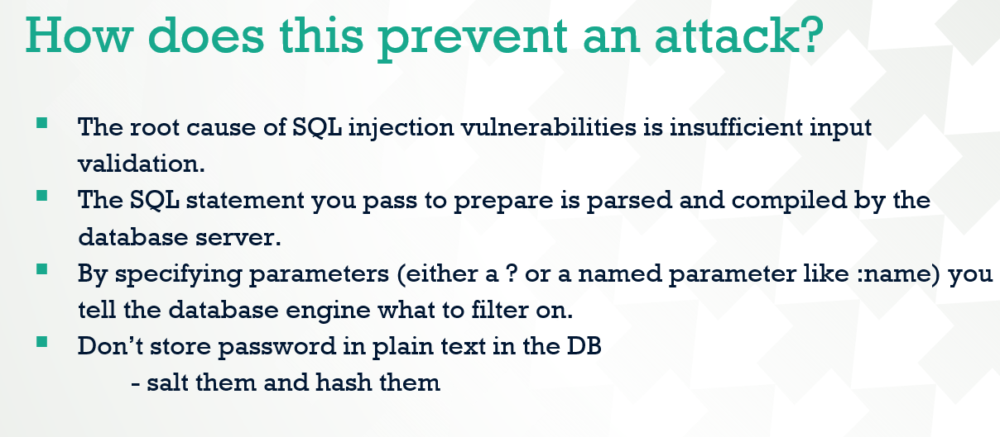 How does this prevent an attack?
▪ The root cause of SQL injection vulnerabilities is insufficient input
validation.
▪ The SQL statement you pass to prepare is parsed and compiled by the
database server.
▪ By specifying parameters (either a ? or a named parameter like :name) you
tell the database engine what to filter on.
▪ Don’t store password in plain text in the DB
- salt them and hash them